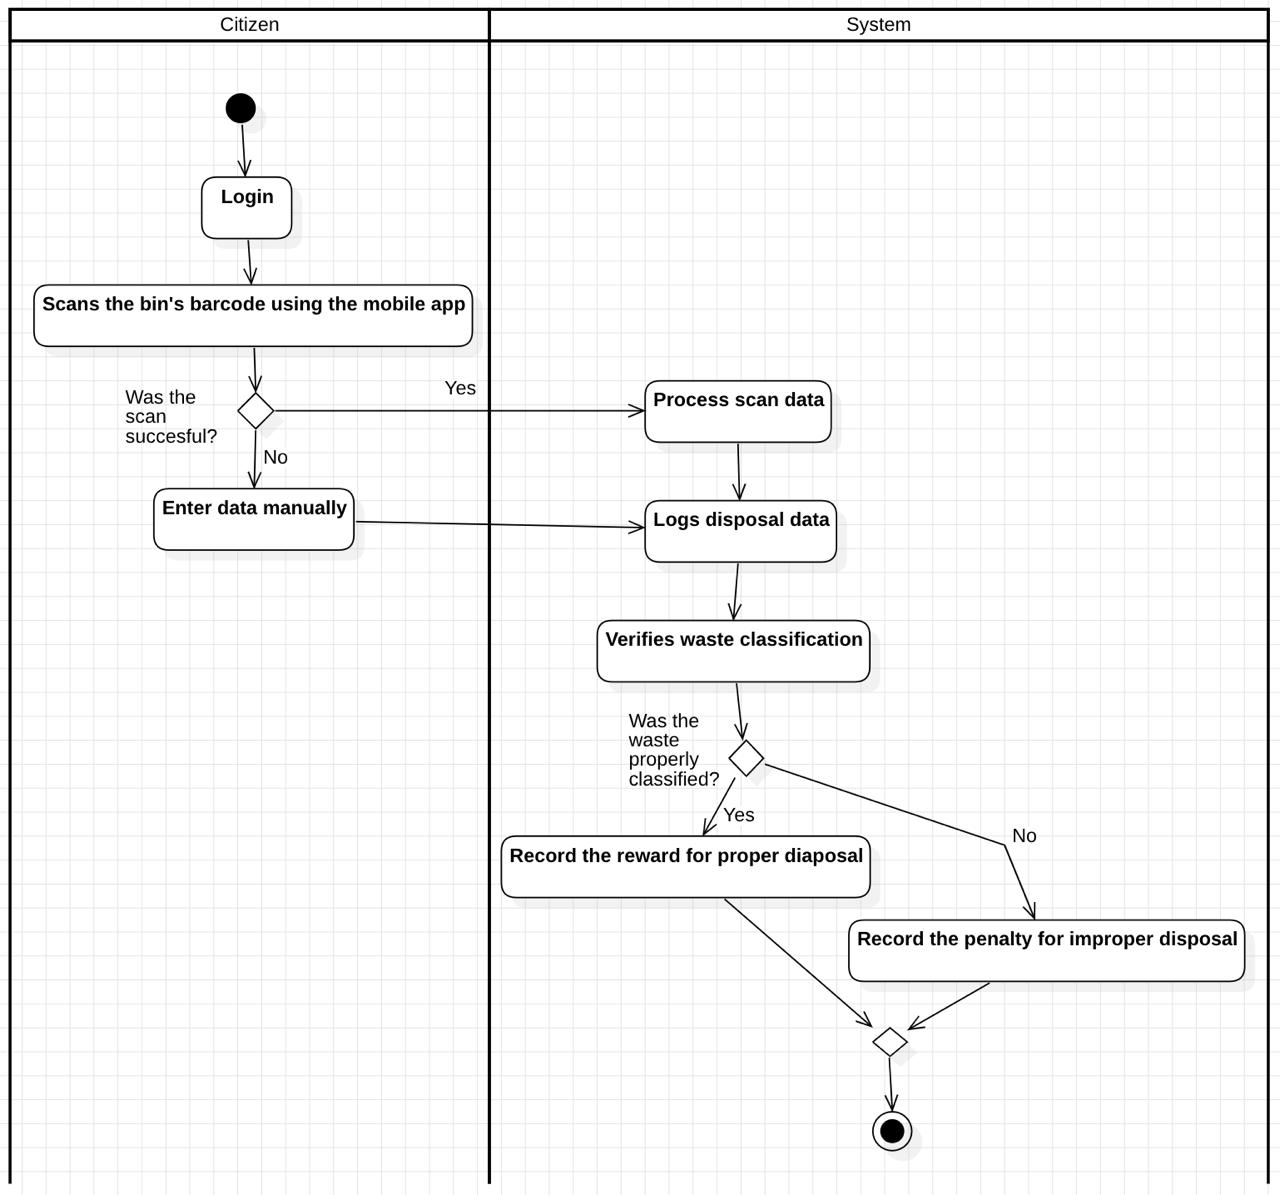 Citizen
System
Login
Scans the bin's barcode using the mobile app
Was the
scan
succesful?
Yes
No
Process scan data
Enter data manually
Logs disposal data
Verifies waste classification
Was the
waste
properly
classified?
Yes
No
Record the reward for proper diaposal
Record the penalty for improper disposal